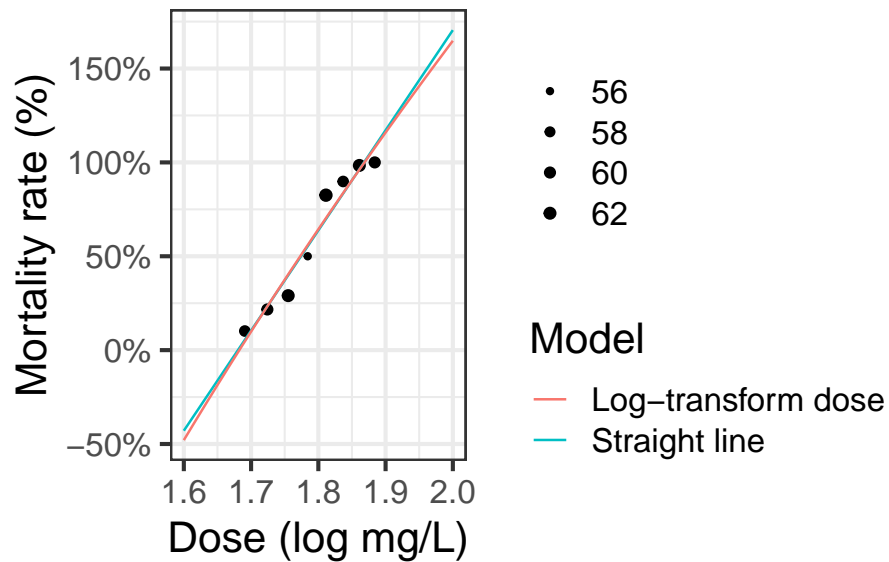 Mortality rate (%)
150%
100%
50%
0%
−50%
1.6 1.7 1.8 1.9 2.0
Dose (log mg/L)
56
58
60
62
Model
Log−transform dose
Straight line